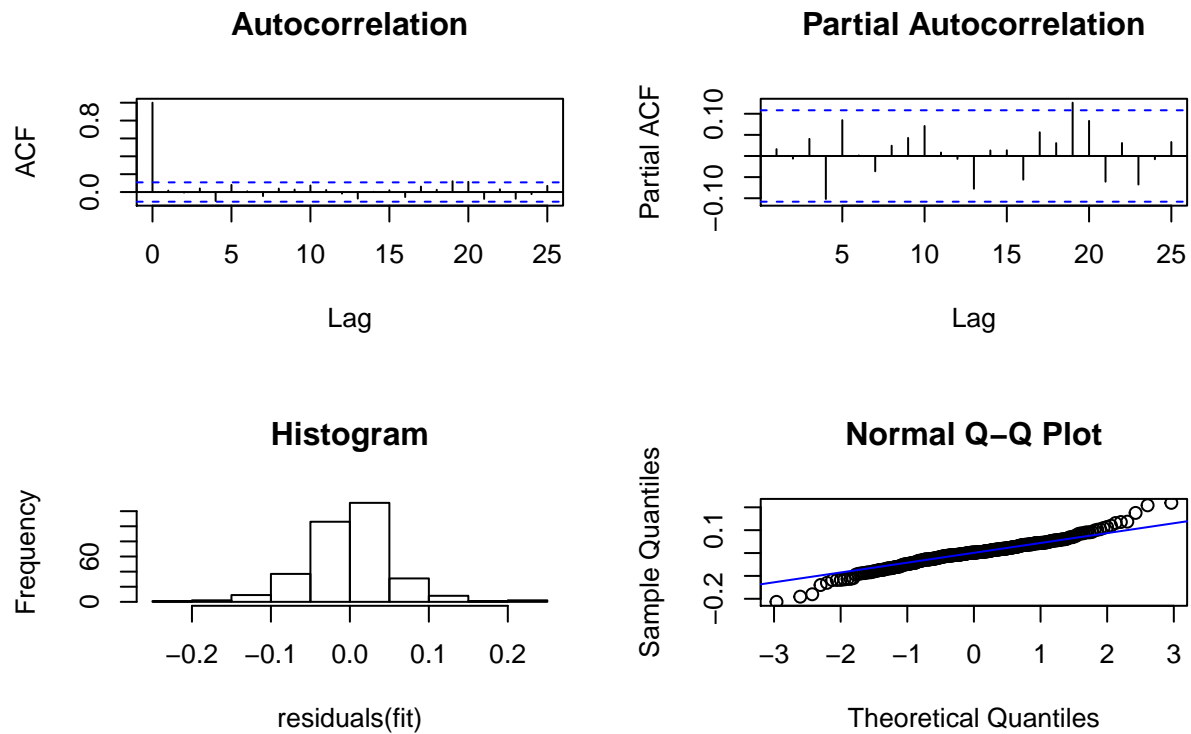 Autocorrelation
ACF
0.0 0.8
0 5 10 15 20 25
Lag
Partial Autocorrelation
Partial ACF
−0.10 0.10
5 10 15 20 25
Lag
Histogram
Frequency
0 60
−0.2 −0.1 0.0 0.1 0.2
residuals(fit)
Normal Q−Q Plot
Sample Quantiles
−0.2 0.1
−3 −2 −1 0 1 2 3
Theoretical Quantiles